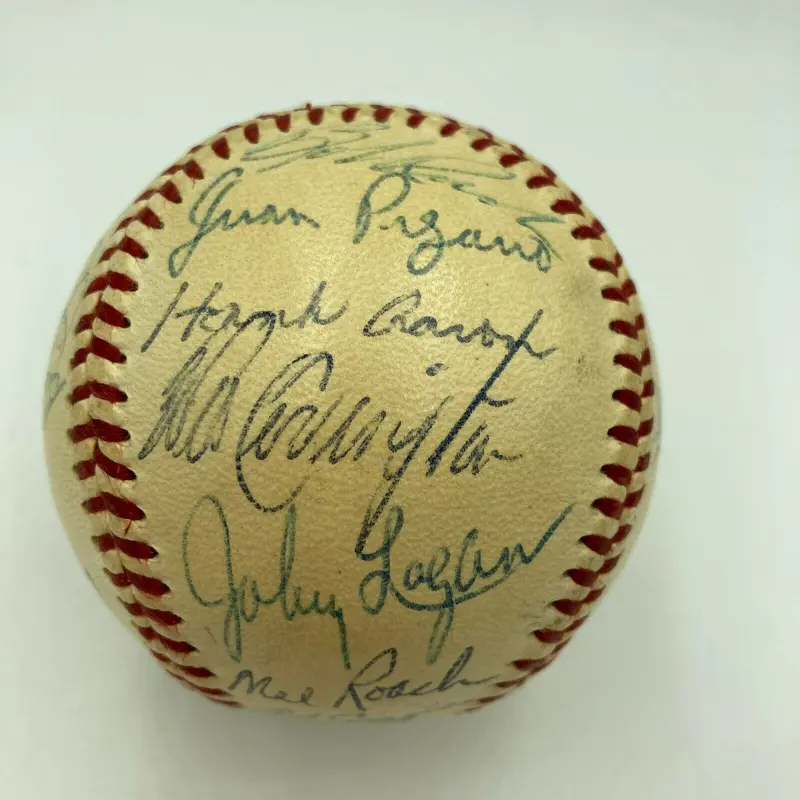 Juan Pizarro
Hank Aaron
Wes Covington
Johny Logan
Mel Roach